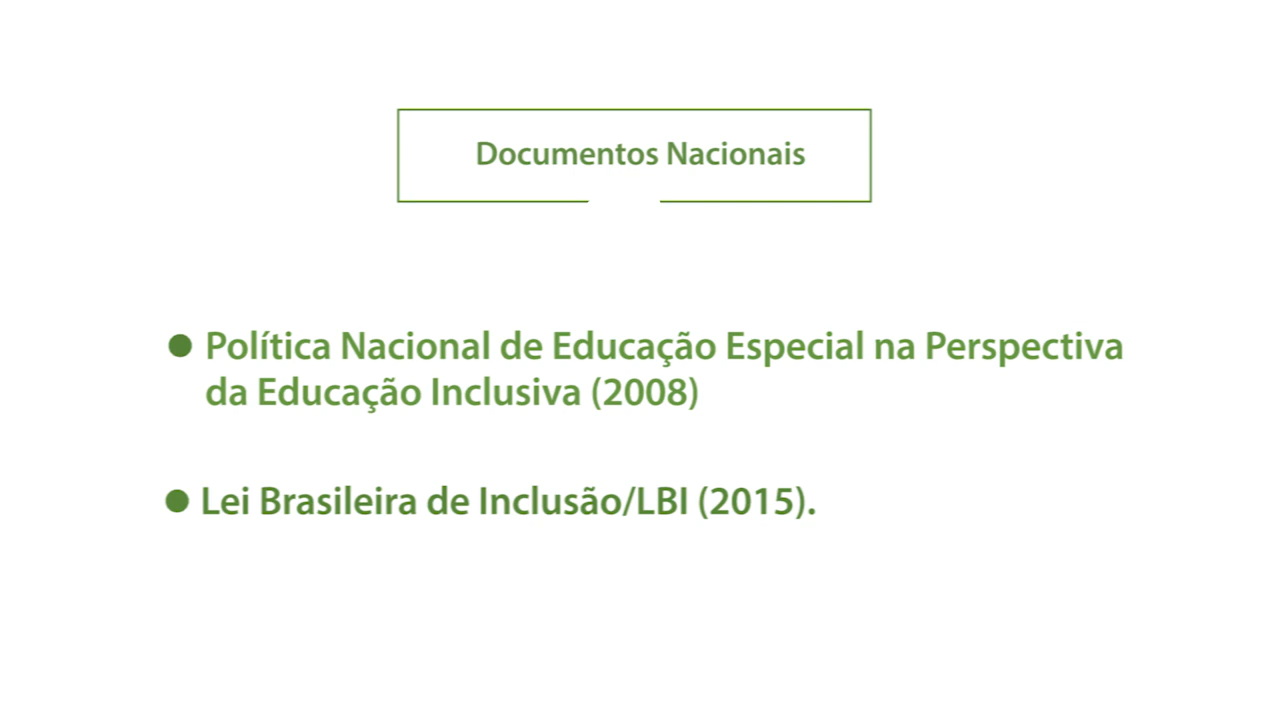 Documentos Nacionais
● Política Nacional de Educação Especial na Perspectiva
da Educação Inclusiva (2008)
● Lei Brasileira de Inclusão/LBI (2015).